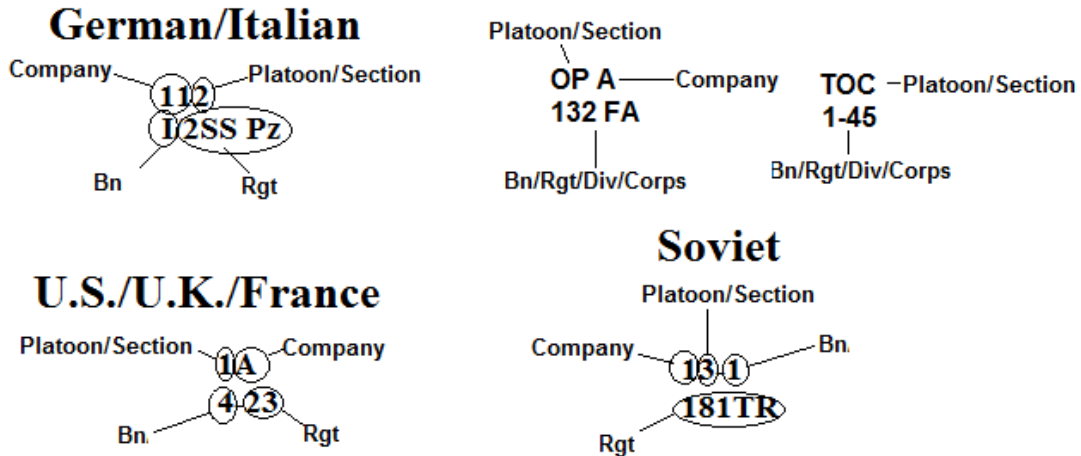 German/Italian
Company
Platoon/Section
112
I/2SS Pz
Bn
Rgt
Platoon/Section
OP A
Company
132 FA
Bn/Rgt/Div/Corps
TOC
Platoon/Section
1-45
Bn/Rgt/Div/Corps
U.S./U.K./France
Platoon/Section
1A
Company
4-23
Bn.
Rgt
Soviet
Platoon/Section
Company
13-1
Bn.
181TR
Rgt